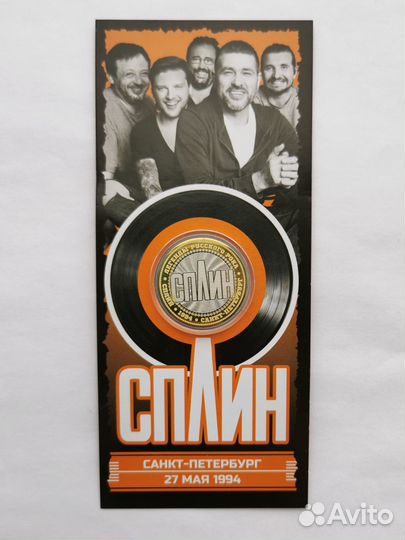 ЛЕГЕНДЫ РУССКОГО РОКА
СПЛИН
СПЛИН • 1994 • САНКТ-ПЕТЕРБУРГ
СПЛИН
САНКТ-ПЕТЕРБУРГ
27 МАЯ 1994
Avito